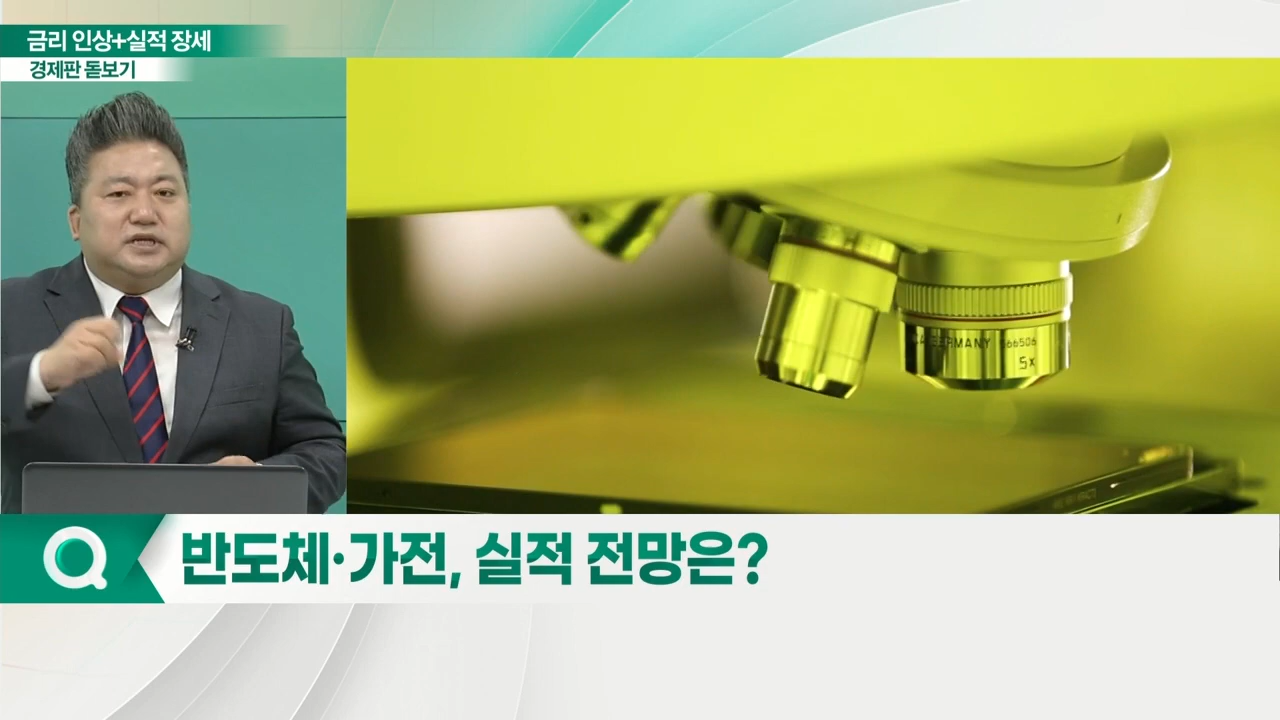 금리 인상+실적 장세
경제판 돋보기
GERMANY
5x
Q
반도체·가전, 실적 전망은?